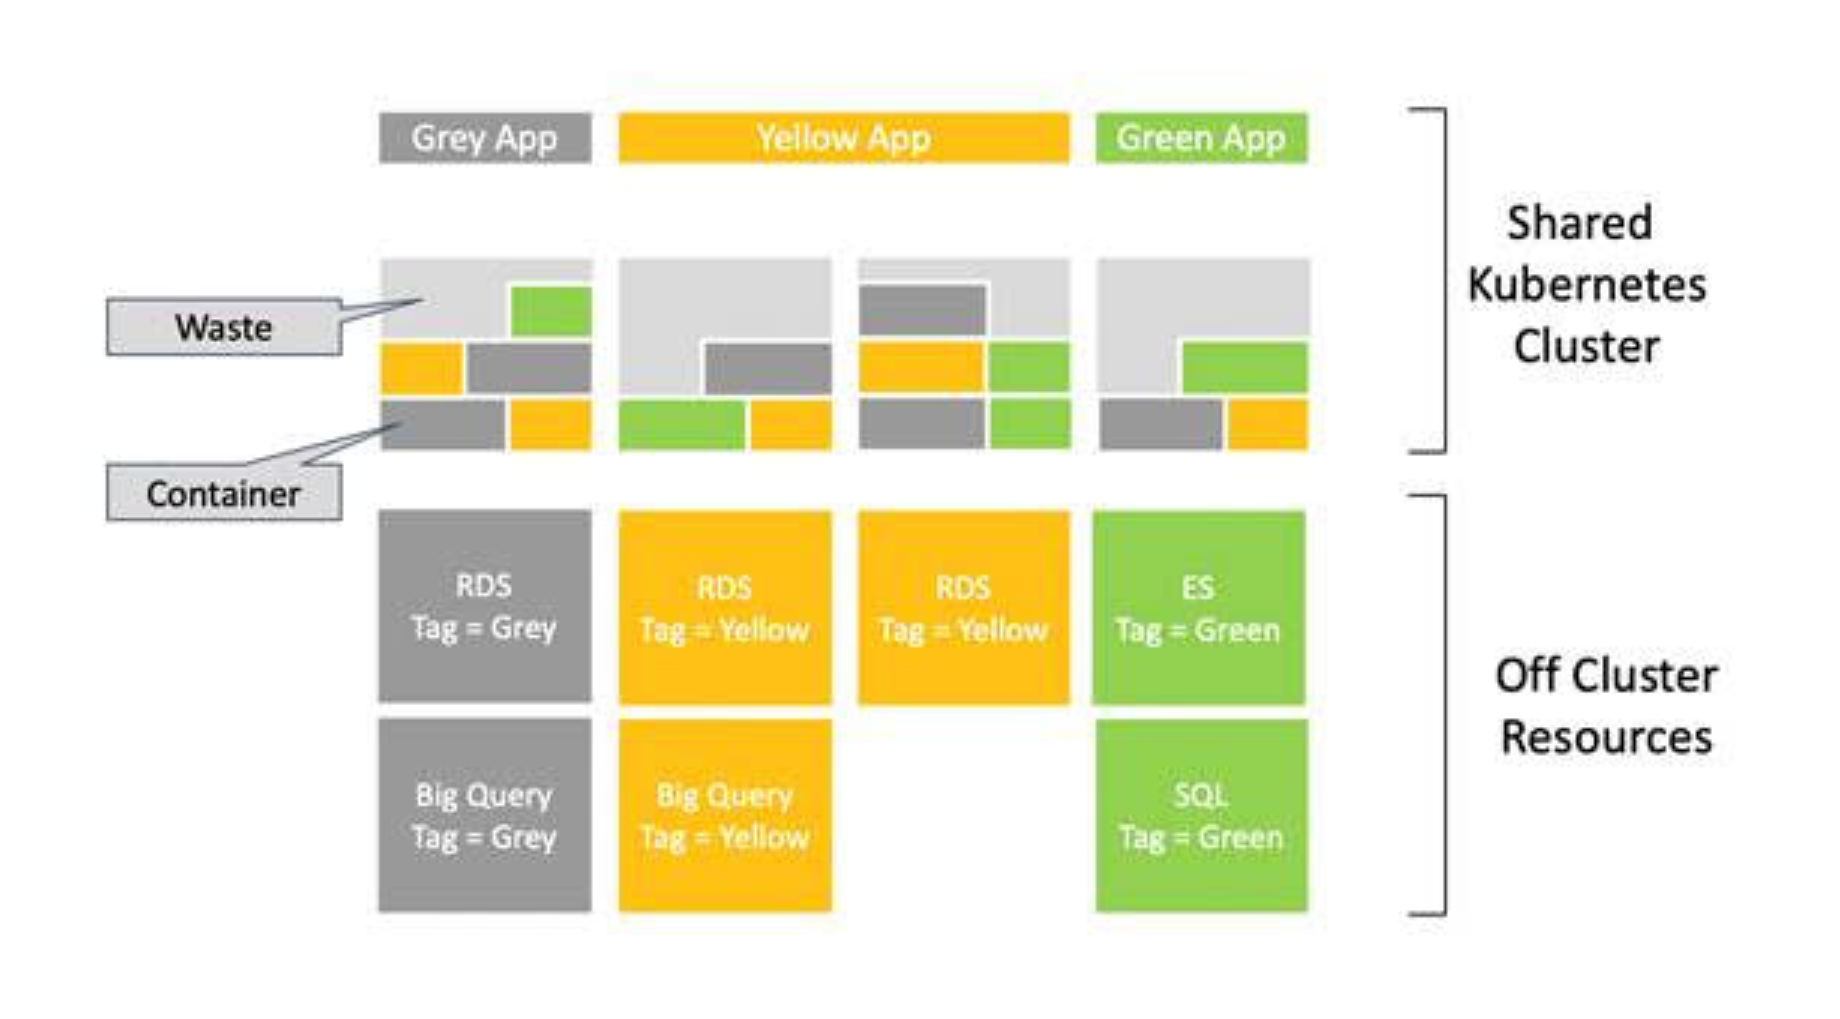 Grey App
Yellow App
Green App
Shared
Kubernetes
Cluster
Waste
Container
RDS
Tag = Grey
RDS
Tag = Yellow
RDS
Tag = Yellow
ES
Tag = Green
Off Cluster
Resources
Big Query
Tag = Grey
Big Query
Tag = Yellow
SQL
Tag = Green